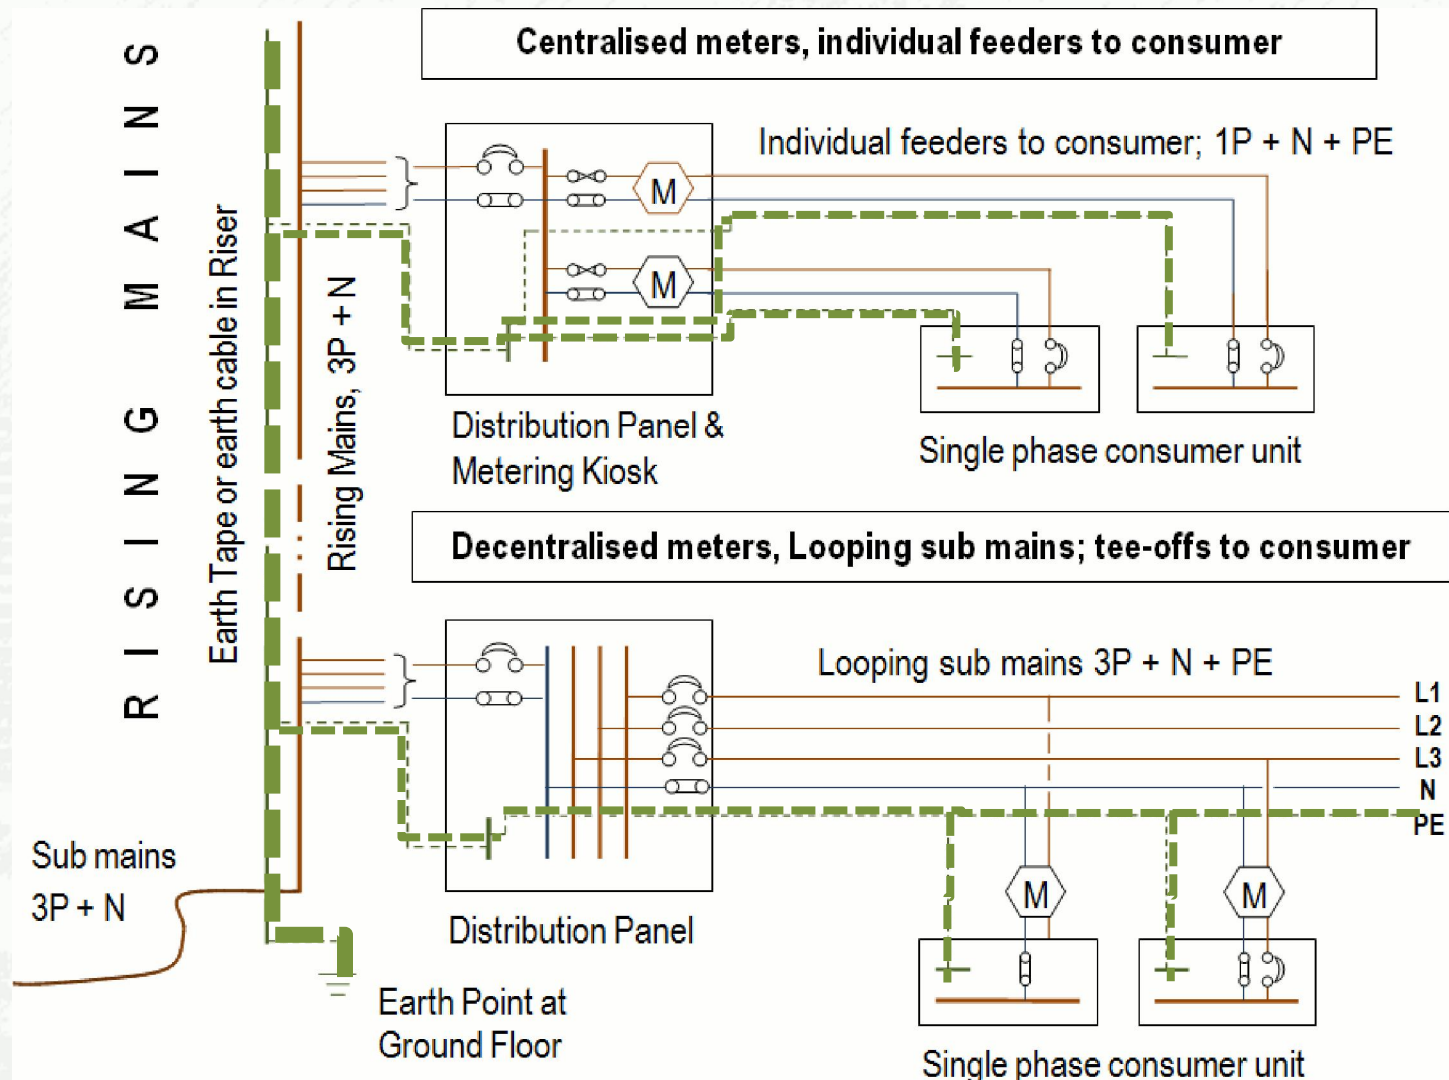 Centralised meters, individual feeders to consumer
RISING MAINS
Earth Tape or earth cable in Riser
Rising Mains, 3P + N
Individual feeders to consumer; 1P + N + PE
M
M
Distribution Panel &
Metering Kiosk
Single phase consumer unit
Decentralised meters, Looping sub mains; tee-offs to consumer
Looping sub mains 3P + N + PE
L1
L2
L3
N
PE
M
M
Sub mains
3P + N
Distribution Panel
Earth Point at
Ground Floor
Single phase consumer unit